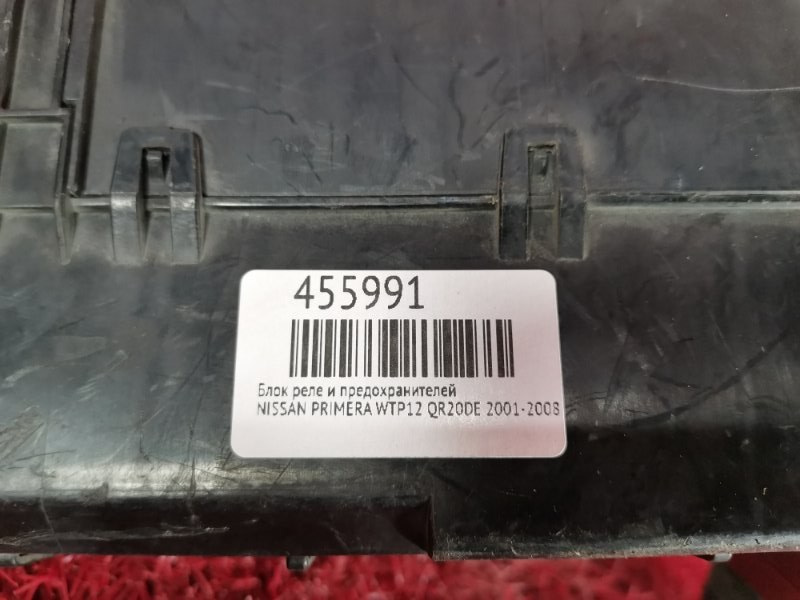 455991
Блок реле и предохранителей
NISSAN PRIMERA WTP12 QR20DE 2001-2008